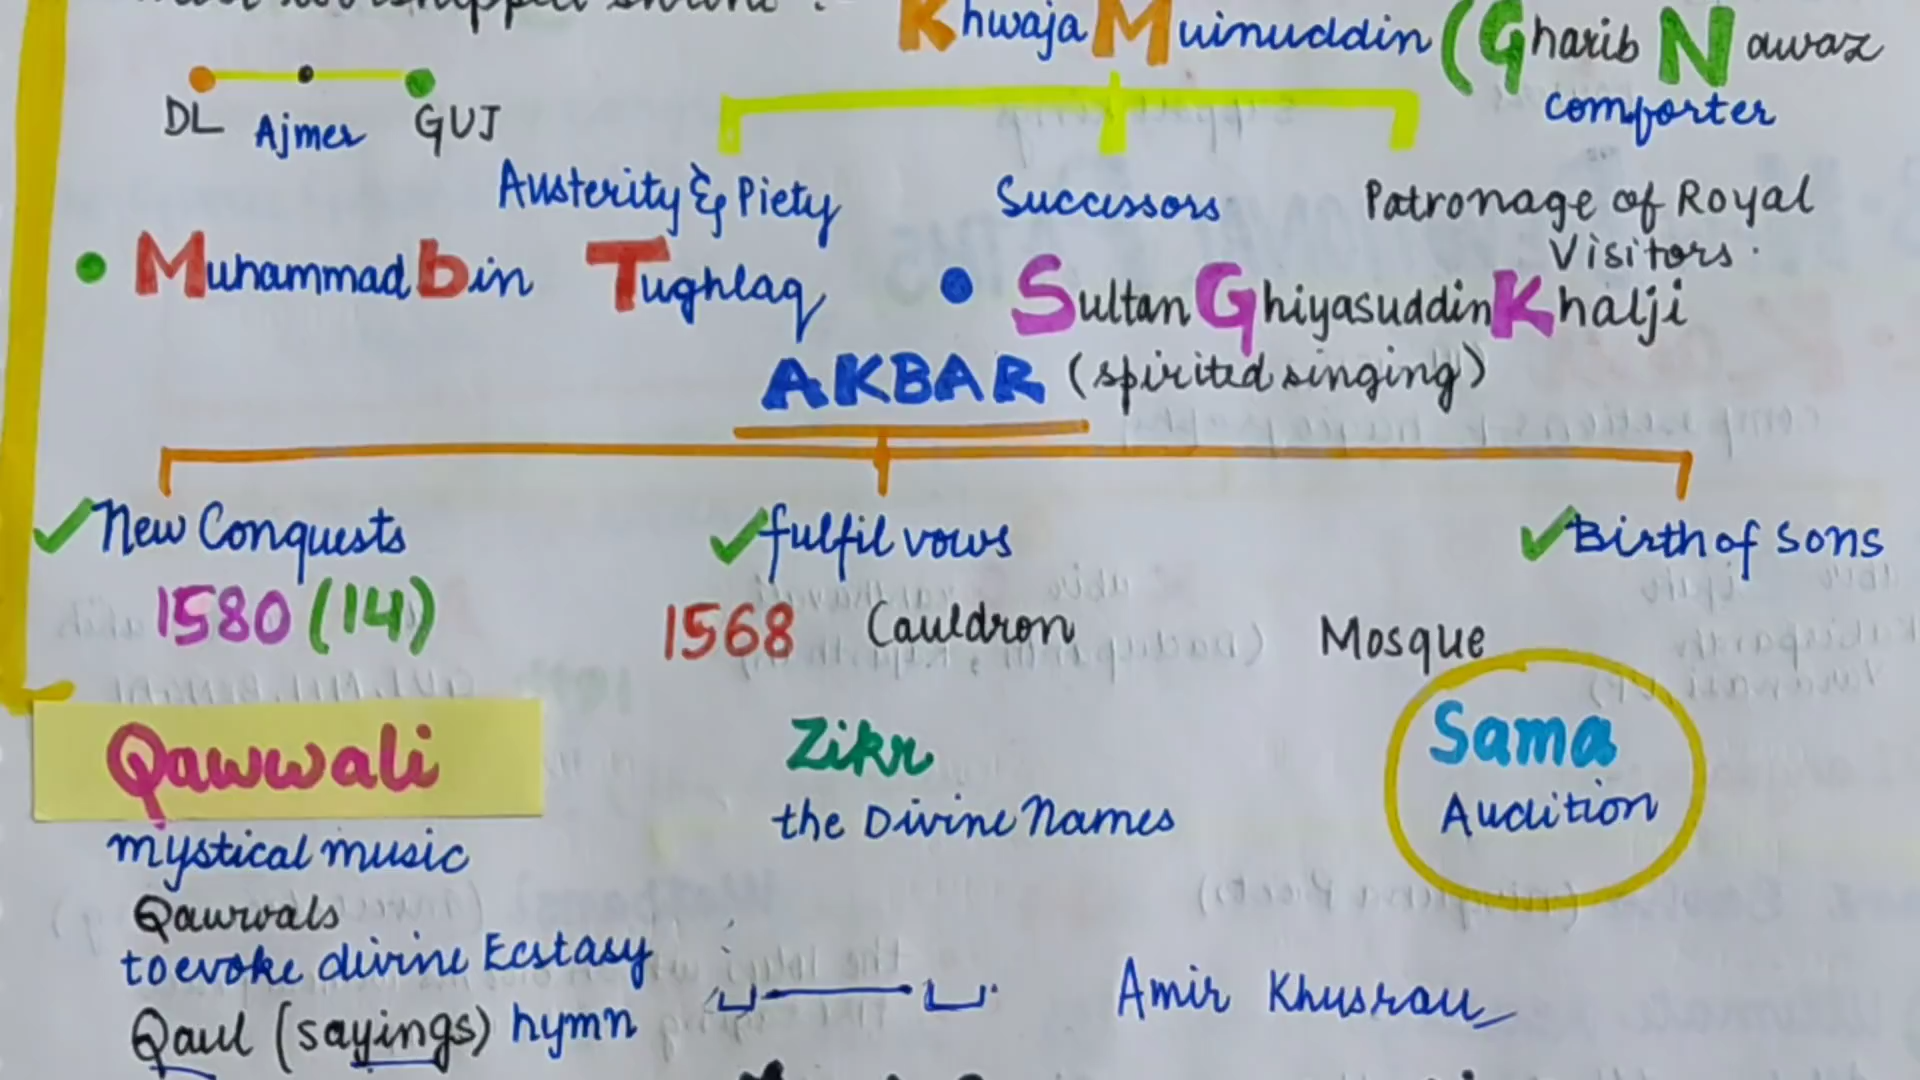 worshipped shrine?
Khwaja Muinuddin (Gharib Nawaz
comforter
DL Ajmer GUJ
Austerity & Piety Successors Patronage of Royal
Visitors.
• Muhammad bin Tughlaq • Sultan Ghiyasuddin Khalji
AKBAR (spirited singing)
✓New Conquests ✓fulfil vows ✓Birth of sons
1580 (14) 1568 Cauldron Mosque
Qawwali Zikr Sama
the Divine Names Audition
mystical music
Qawwals
to evoke divine Ecstasy
Amir Khusrau
Qaul (sayings) hymn